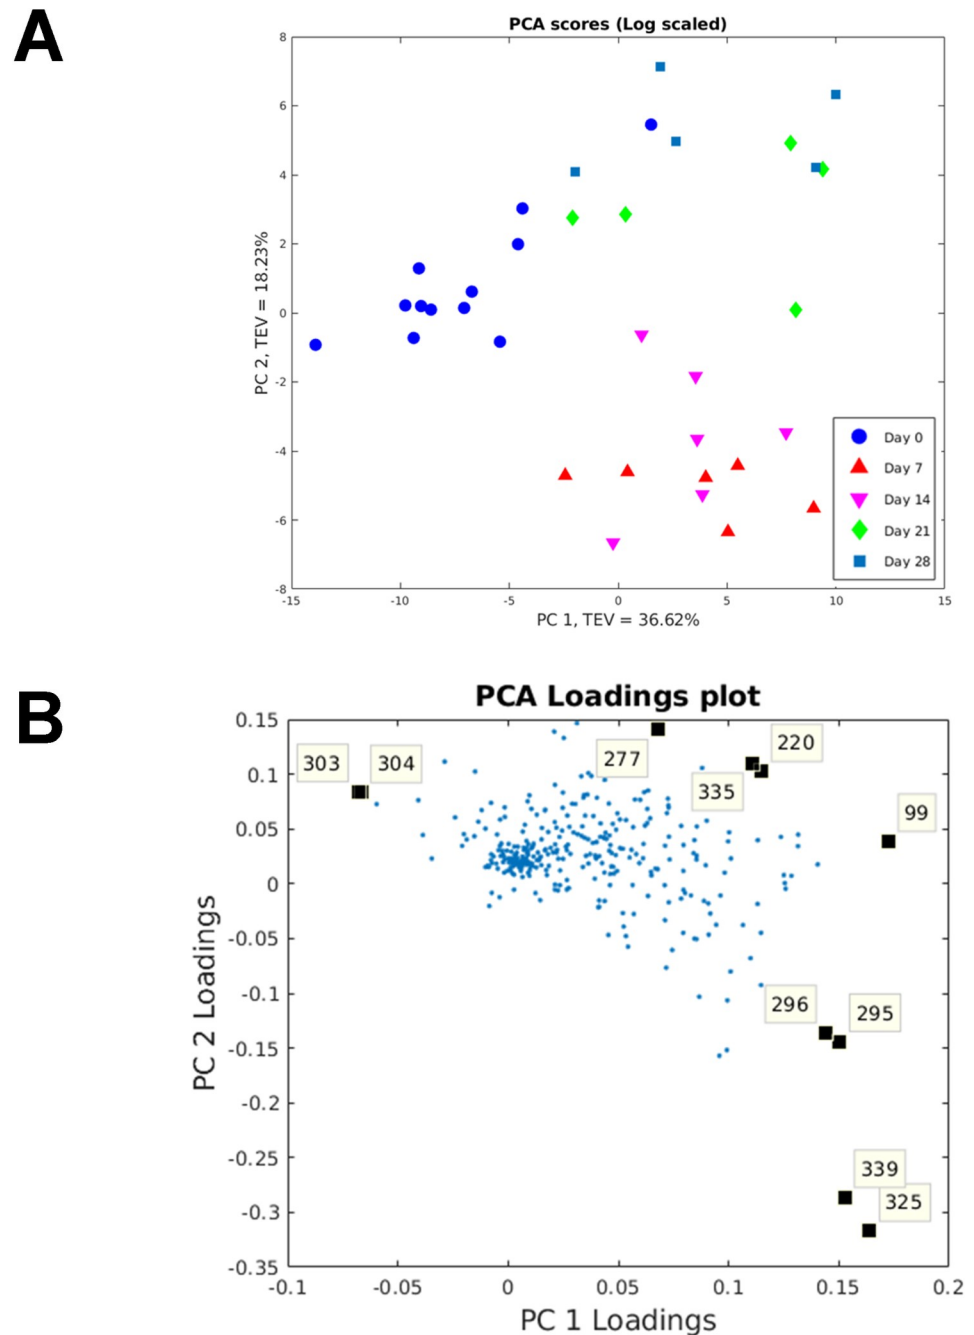 A
PCA scores (Log scaled)
8
6
4
2
0
-2
-4
-6
-8
PC 2, TEV = 18.23%
Day 0
Day 7
Day 14
Day 21
Day 28
-15 -10 -5 0 5 10 15
PC 1, TEV = 36.62%
B
PCA Loadings plot
0.15
0.1
0.05
0
-0.05
-0.1
-0.15
-0.2
-0.25
-0.3
-0.35
PC 2 Loadings
303 304
277
220
335
99
296
295
339
325
-0.1 -0.05 0 0.05 0.1 0.15 0.2
PC 1 Loadings